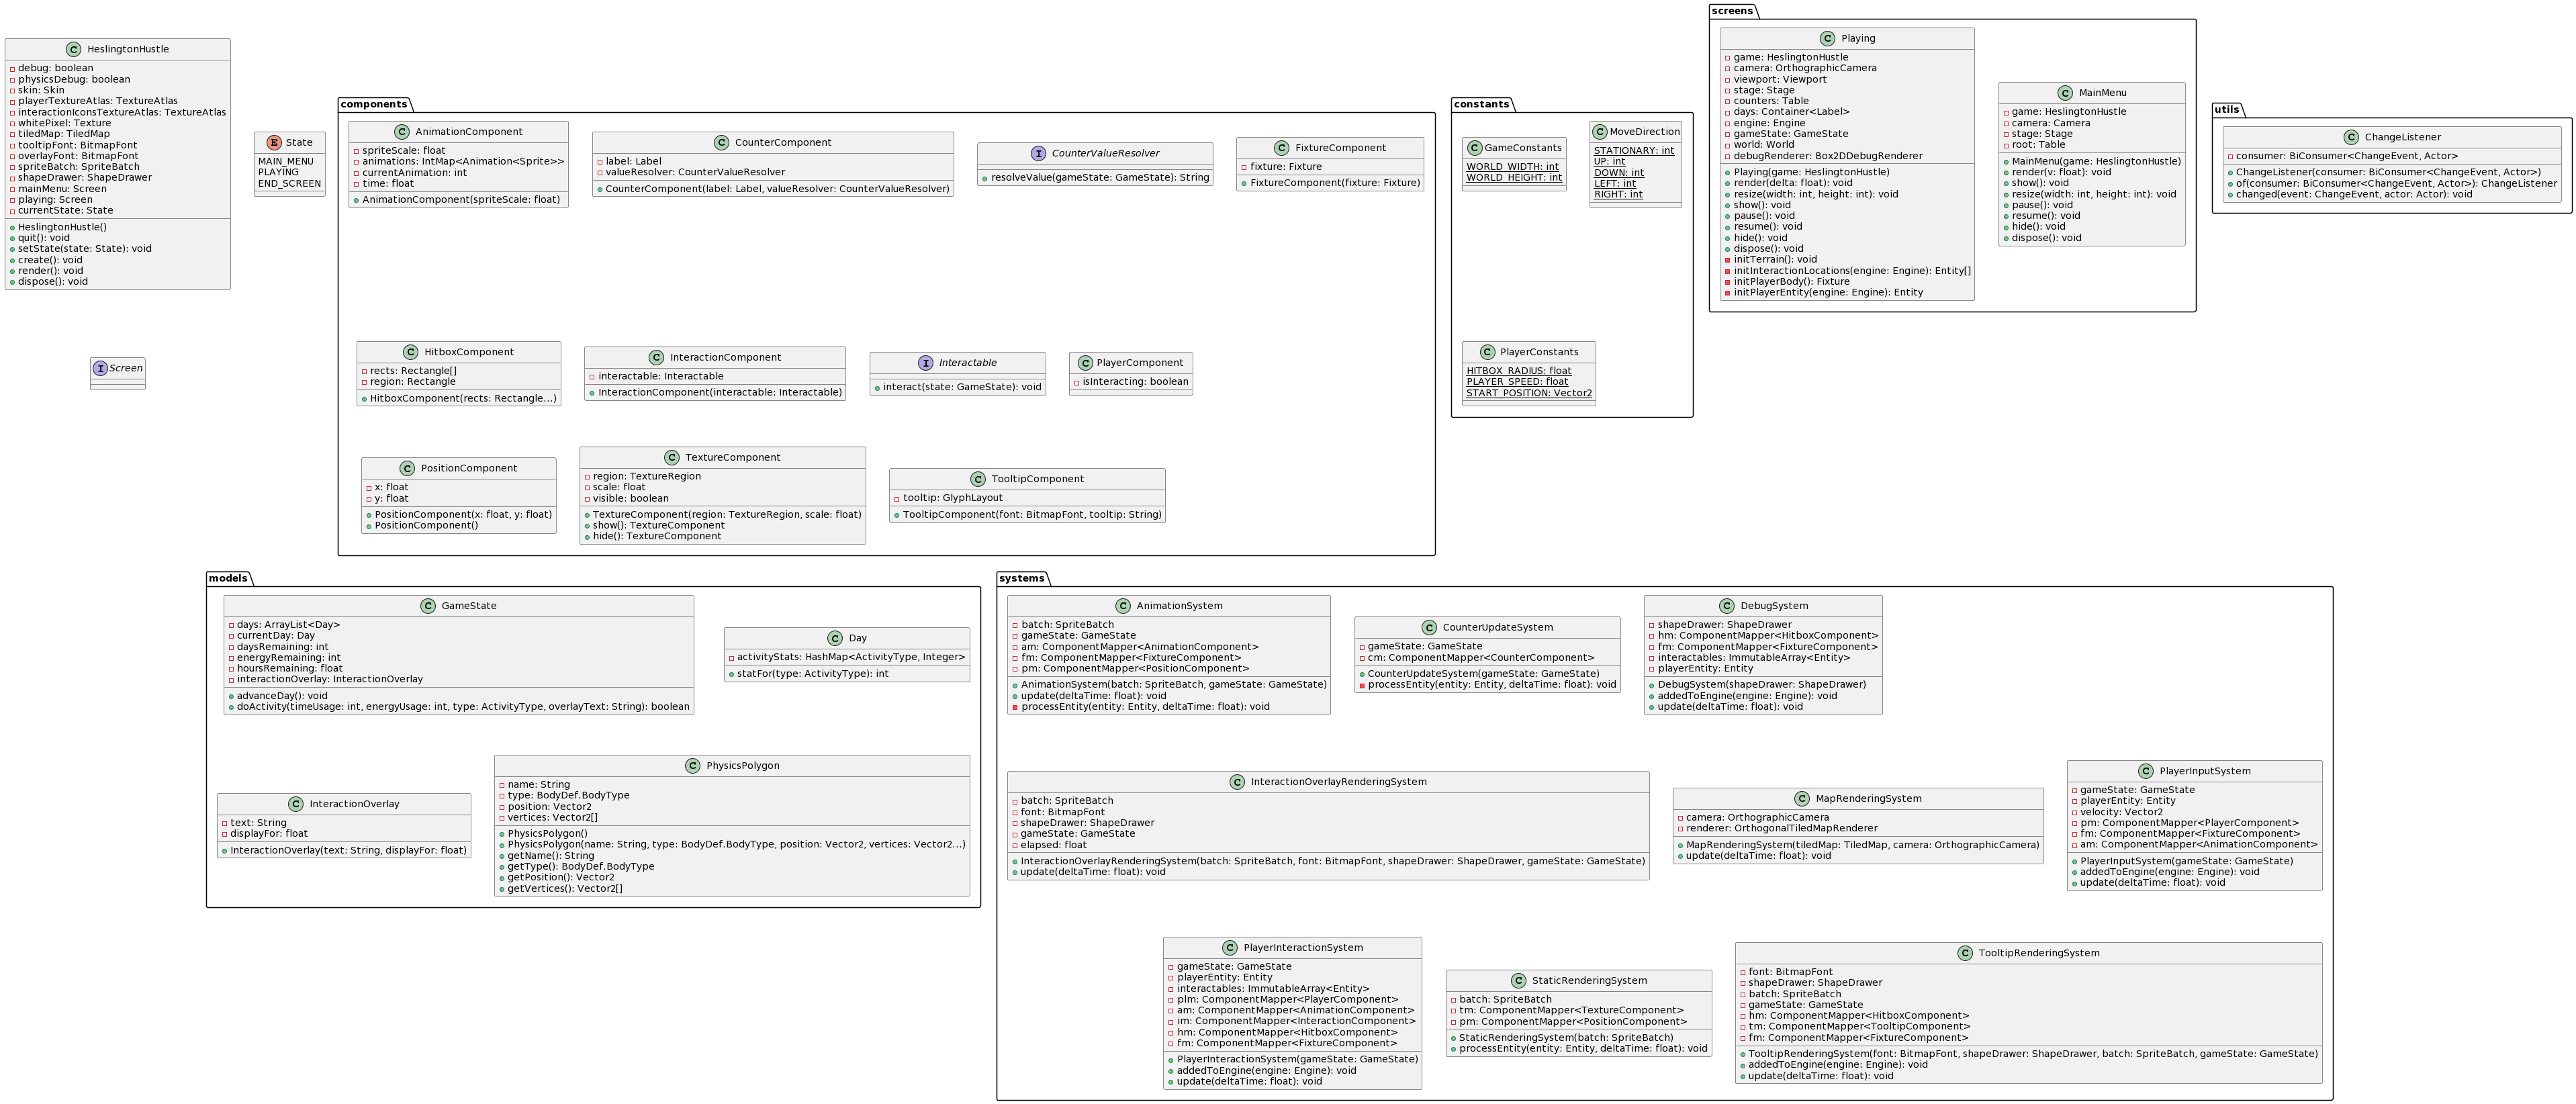 HeslingtonHustle
debug: boolean
physicsDebug: boolean
skin: Skin
playerTextureAtlas: TextureAtlas
interactionIconsTextureAtlas: TextureAtlas
whitePixel: Texture
tiledMap: TiledMap
tooltipFont: BitmapFont
overlayFont: BitmapFont
spriteBatch: SpriteBatch
shapeDrawer: ShapeDrawer
mainMenu: Screen
playing: Screen
currentState: State
HeslingtonHustle()
quit(): void
setState(state: State): void
create(): void
render(): void
dispose(): void
E State
MAIN_MENU
PLAYING
END_SCREEN
I Screen
components
C AnimationComponent
spriteScale: float
animations: IntMap<Animation<Sprite>>
currentAnimation: int
time: float
AnimationComponent(spriteScale: float)
C CounterComponent
label: Label
valueResolver: CounterValueResolver
CounterComponent(label: Label, valueResolver: CounterValueResolver)
I CounterValueResolver
resolveValue(gameState: GameState): String
C FixtureComponent
fixture: Fixture
FixtureComponent(fixture: Fixture)
C HitboxComponent
rects: Rectangle[]
region: Rectangle
HitboxComponent(rects: Rectangle...)
C InteractionComponent
interactable: Interactable
InteractionComponent(interactable: Interactable)
I Interactable
interact(state: GameState): void
C PlayerComponent
isInteracting: boolean
C PositionComponent
x: float
y: float
PositionComponent(x: float, y: float)
PositionComponent()
C TextureComponent
region: TextureRegion
scale: float
visible: boolean
TextureComponent(region: TextureRegion, scale: float)
show(): TextureComponent
hide(): TextureComponent
C TooltipComponent
tooltip: GlyphLayout
TooltipComponent(font: BitmapFont, tooltip: String)
constants
C GameConstants
WORLD_WIDTH: int
WORLD_HEIGHT: int
C MoveDirection
STATIONARY: int
UP: int
DOWN: int
LEFT: int
RIGHT: int
C PlayerConstants
HITBOX_RADIUS: float
PLAYER_SPEED: float
START_POSITION: Vector2
screens
C Playing
game: HeslingtonHustle
camera: OrthographicCamera
viewport: Viewport
stage: Stage
counters: Table
days: Container<Label>
engine: Engine
gameState: GameState
world: World
debugRenderer: Box2DDebugRenderer
Playing(game: HeslingtonHustle)
render(delta: float): void
resize(width: int, height: int): void
show(): void
pause(): void
resume(): void
hide(): void
dispose(): void
initTerrain(): void
initInteractionLocations(engine: Engine): Entity[]
initPlayerBody(): Fixture
initPlayerEntity(engine: Engine): Entity
C MainMenu
game: HeslingtonHustle
camera: Camera
stage: Stage
root: Table
MainMenu(game: HeslingtonHustle)
render(v: float): void
show(): void
resize(width: int, height: int): void
pause(): void
resume(): void
hide(): void
dispose(): void
utils
C ChangeListener
consumer: BiConsumer<ChangeEvent, Actor>
ChangeListener(consumer: BiConsumer<ChangeEvent, Actor>)
of(consumer: BiConsumer<ChangeEvent, Actor>): ChangeListener
changed(event: ChangeEvent, actor: Actor): void
models
C GameState
days: ArrayList<Day>
currentDay: Day
daysRemaining: int
energyRemaining: int
hoursRemaining: float
interactionOverlay: InteractionOverlay
advanceDay(): void
doActivity(timeUsage: int, energyUsage: int, type: ActivityType, overlayText: String): boolean
C Day
activityStats: HashMap<ActivityType, Integer>
statFor(type: ActivityType): int
C InteractionOverlay
text: String
displayFor: float
InteractionOverlay(text: String, displayFor: float)
C PhysicsPolygon
name: String
type: BodyDef.BodyType
position: Vector2
vertices: Vector2[]
PhysicsPolygon()
PhysicsPolygon(name: String, type: BodyDef.BodyType, position: Vector2, vertices: Vector2...)
getName(): String
getType(): BodyDef.BodyType
getPosition(): Vector2
getVertices(): Vector2[]
systems
C AnimationSystem
batch: SpriteBatch
gameState: GameState
am: ComponentMapper<AnimationComponent>
fm: ComponentMapper<FixtureComponent>
pm: ComponentMapper<PositionComponent>
AnimationSystem(batch: SpriteBatch, gameState: GameState)
update(deltaTime: float): void
processEntity(entity: Entity, deltaTime: float): void
C CounterUpdateSystem
gameState: GameState
cm: ComponentMapper<CounterComponent>
CounterUpdateSystem(gameState: GameState)
processEntity(entity: Entity, deltaTime: float): void
C DebugSystem
shapeDrawer: ShapeDrawer
hm: ComponentMapper<HitboxComponent>
fm: ComponentMapper<FixtureComponent>
interactables: ImmutableArray<Entity>
playerEntity: Entity
DebugSystem(shapeDrawer: ShapeDrawer)
addedToEngine(engine: Engine): void
update(deltaTime: float): void
C InteractionOverlayRenderingSystem
batch: SpriteBatch
font: BitmapFont
shapeDrawer: ShapeDrawer
gameState: GameState
elapsed: float
InteractionOverlayRenderingSystem(batch: SpriteBatch, font: BitmapFont, shapeDrawer: ShapeDrawer, gameState: GameState)
update(deltaTime: float): void
C MapRenderingSystem
camera: OrthographicCamera
renderer: OrthogonalTiledMapRenderer
MapRenderingSystem(tiledMap: TiledMap, camera: OrthographicCamera)
update(deltaTime: float): void
C PlayerInputSystem
gameState: GameState
playerEntity: Entity
velocity: Vector2
pm: ComponentMapper<PlayerComponent>
fm: ComponentMapper<FixtureComponent>
am: ComponentMapper<AnimationComponent>
PlayerInputSystem(gameState: GameState)
addedToEngine(engine: Engine): void
update(deltaTime: float): void
C PlayerInteractionSystem
gameState: GameState
playerEntity: Entity
interactables: ImmutableArray<Entity>
plm: ComponentMapper<PlayerComponent>
am: ComponentMapper<AnimationComponent>
im: ComponentMapper<InteractionComponent>
hm: ComponentMapper<HitboxComponent>
fm: ComponentMapper<FixtureComponent>
PlayerInteractionSystem(gameState: GameState)
addedToEngine(engine: Engine): void
update(deltaTime: float): void
C StaticRenderingSystem
batch: SpriteBatch
tm: ComponentMapper<TextureComponent>
pm: ComponentMapper<PositionComponent>
StaticRenderingSystem(batch: SpriteBatch)
processEntity(entity: Entity, deltaTime: float): void
C TooltipRenderingSystem
font: BitmapFont
shapeDrawer: ShapeDrawer
batch: SpriteBatch
gameState: GameState
hm: ComponentMapper<HitboxComponent>
tm: ComponentMapper<TooltipComponent>
fm: ComponentMapper<FixtureComponent>
TooltipRenderingSystem(font: BitmapFont, shapeDrawer: ShapeDrawer, batch: SpriteBatch, gameState: GameState)
addedToEngine(engine: Engine): void
update(deltaTime: float): void